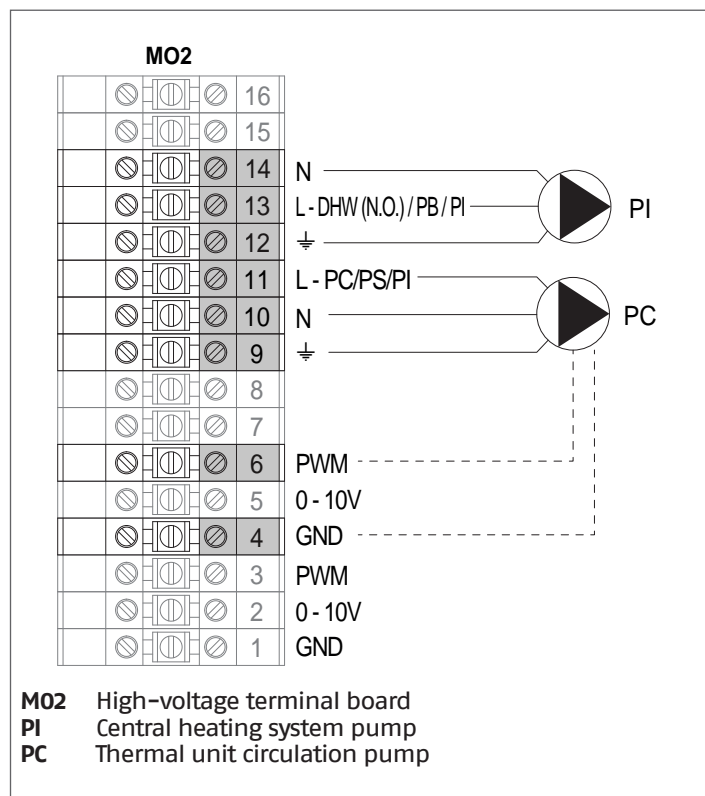 MO2
16
15
14 N
13 L - DHW (N.O.) / PB / PI PI
12
11 L - PC/PS/PI
10 N PC
9
8
7
6 PWM
5 0 - 10V
4 GND
3 PWM
2 0 - 10V
1 GND
M02 High-voltage terminal board
PI Central heating system pump
PC Thermal unit circulation pump